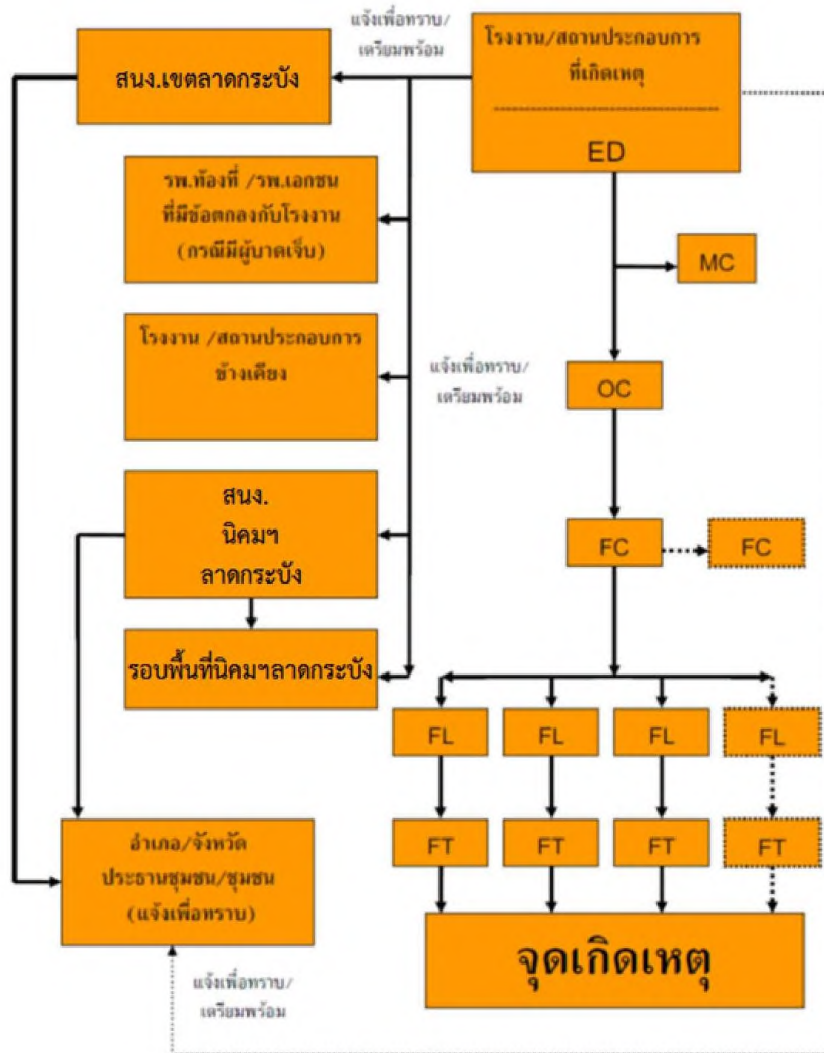 แจ้งเพื่อทราบ/
เตรียมพร้อม
โรงงาน/สถานประกอบการ
ที่เกิดเหตุ
ED
สนง.เขตลาดกระบัง
รพ.ท้องที่ /รพ.เอกชน
ที่มีข้อตกลงกับโรงงาน
(กรณีมีผู้บาดเจ็บ)
MC
โรงงาน /สถานประกอบการ
ข้างเคียง
แจ้งเพื่อทราบ/
เตรียมพร้อม
OC
สนง.
นิคมฯ
ลาดกระบัง
FC
FC
รอบพื้นที่นิคมฯลาดกระบัง
FL
FL
FL
FL
FT
FT
FT
FT
อำเภอ/จังหวัด
ประธานชุมชน/ชุมชน
(แจ้งเพื่อทราบ)
จุดเกิดเหตุ
แจ้งเพื่อทราบ/
เตรียมพร้อม